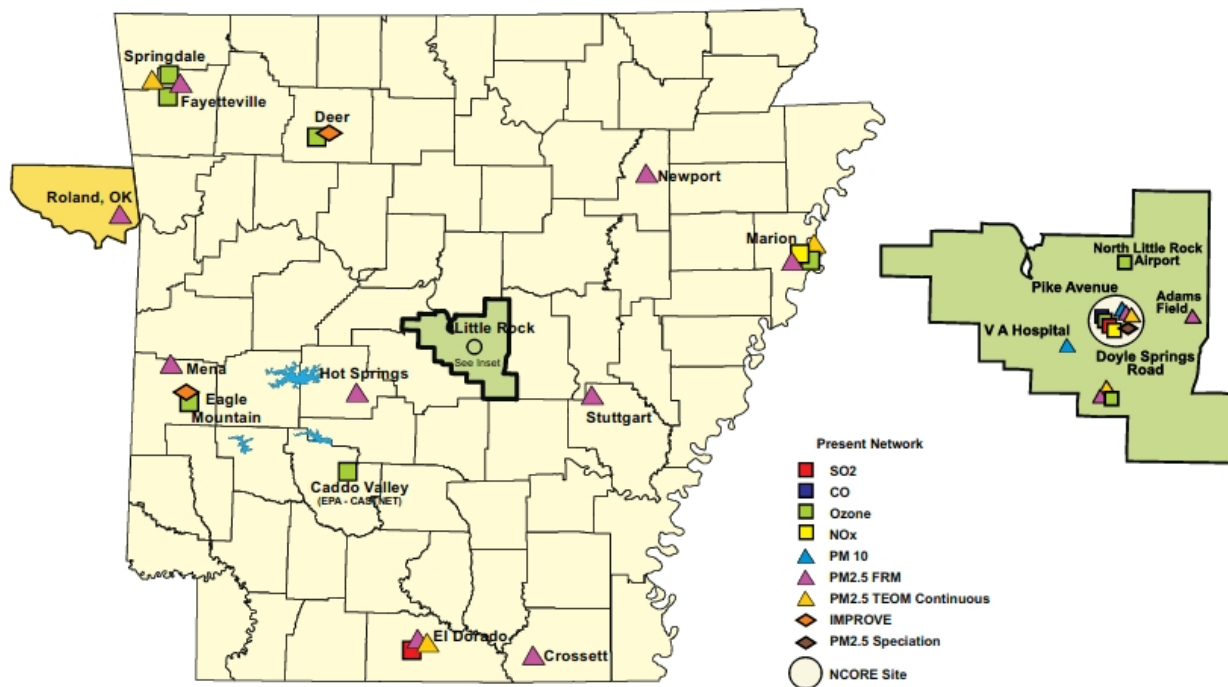 Springdale
Fayetteville
Deer
Roland, OK
Newport
Marion
Little Rock
See Inset
Mena
Hot Springs
Eagle
Mountain
Stuttgart
Caddo Valley
(EPA - CASTNET)
El Dorado
Crossett
North Little Rock
Airport
Pike Avenue
Adams
Field
V A Hospital
Doyle Springs
Road
Present Network
SO2
CO
Ozone
NOx
PM 10
PM2.5 FRM
PM2.5 TEOM Continuous
IMPROVE
PM2.5 Speciation
NCORE Site